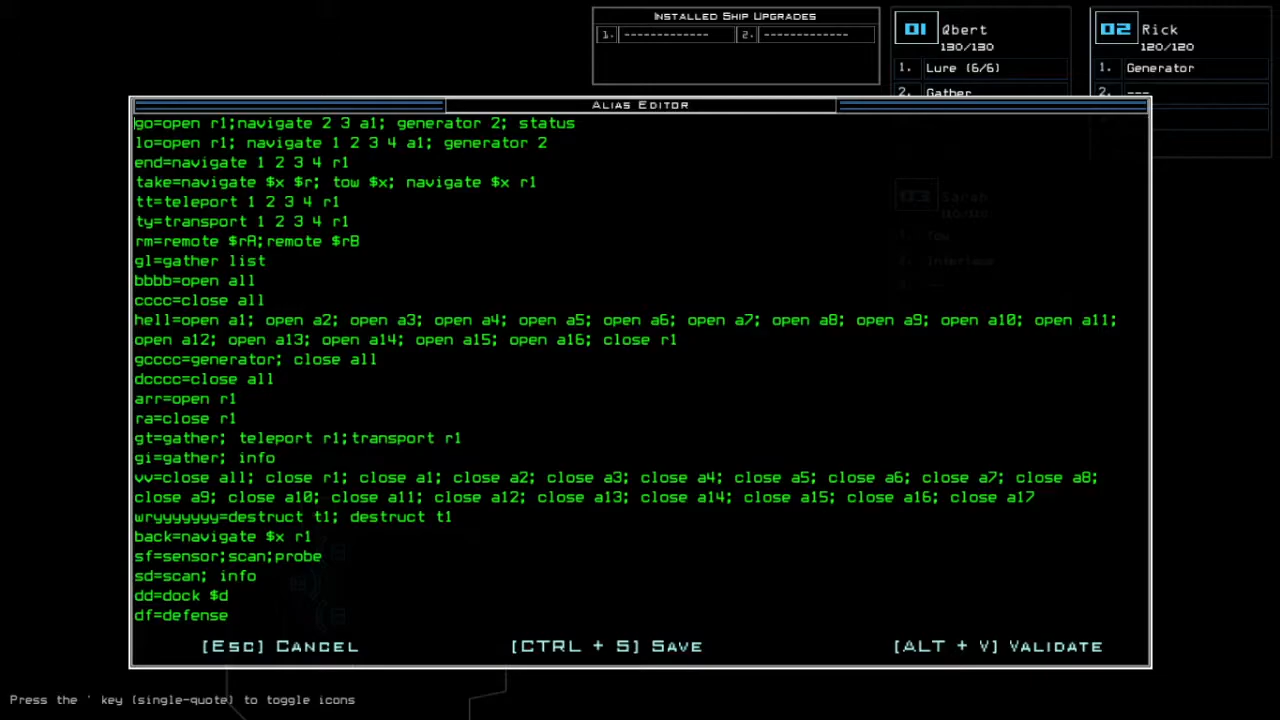 Installed Ship Upgrades
1. ------------- 2. -------------
01 Qbert
130/130
1. Lure (6/6)
2. Gather
02 Rick
120/120
1. Generator
2. ---
Alias Editor
go=open r1;navigate 2 3 a1; generator 2; status
lo=open r1; navigate 1 2 3 4 a1; generator 2
end=navigate 1 2 3 4 r1
take=navigate $x $r; tow $x; navigate $x r1
tt=teleport 1 2 3 4 r1
ty=transport 1 2 3 4 r1
rm=remote $rA;remote $rB
gl=gather list
bbbb=open all
cccc=close all
hell=open a1; open a2; open a3; open a4; open a5; open a6; open a7; open a8; open a9; open a10; open a11;
open a12; open a13; open a14; open a15; open a16; close r1
gcccc=generator; close all
dcccc=close all
arr=open r1
ra=close r1
gt=gather; teleport r1;transport r1
gi=gather; info
vv=close all; close r1; close a1; close a2; close a3; close a4; close a5; close a6; close a7; close a8;
close a9; close a10; close a11; close a12; close a13; close a14; close a15; close a16; close a17
wryyyyyyy=destruct t1; destruct t1
back=navigate $x r1
sf=sensor;scan;probe
sd=scan; info
dd=dock $d
df=defense
03 Sarah
1. Tow
2. Interface
[Esc] Cancel [CTRL + S] Save [ALT + V] Validate
Press the ' key (single-quote) to toggle icons